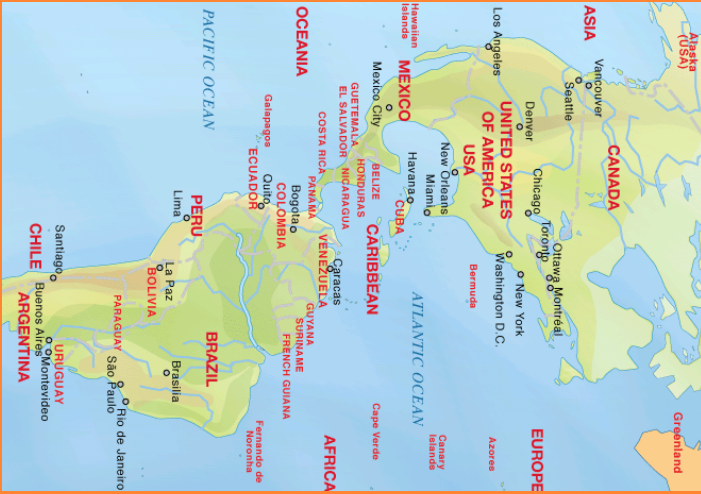 Alaska
(USA)
Greenland
CANADA
Vancouver
ASIA
Seattle
Ottawa
Montréal
Toronto
EUROPE
Chicago
Denver
New York
UNITED STATES
OF AMERICA
USA
Washington D.C.
Los Angeles
Azores
Bermuda
New Orleans
Canary
Islands
Miami
ATLANTIC OCEAN
Hawaiian
Islands
Havana
MEXICO
CUBA
Mexico City
Cape Verde
BELIZE
CARIBBEAN
HONDURAS
GUETEMALA
EL SALVADOR
NICARAGUA
Caracas
AFRICA
COSTA RICA
VENEZUELA
PANAMA
GUYANA
OCEANIA
SURINAME
Bogota
FRENCH GUIANA
COLOMBIA
Galapagos
Quito
Fernando de
Noronha
ECUADOR
BRAZIL
PACIFIC OCEAN
PERU
Lima
Brasilia
La Paz
BOLIVIA
Rio de Janeiro
PARAGUAY
São Paulo
Santiago
URUGUAY
Montevideo
Buenos Aires
CHILE
ARGENTINA